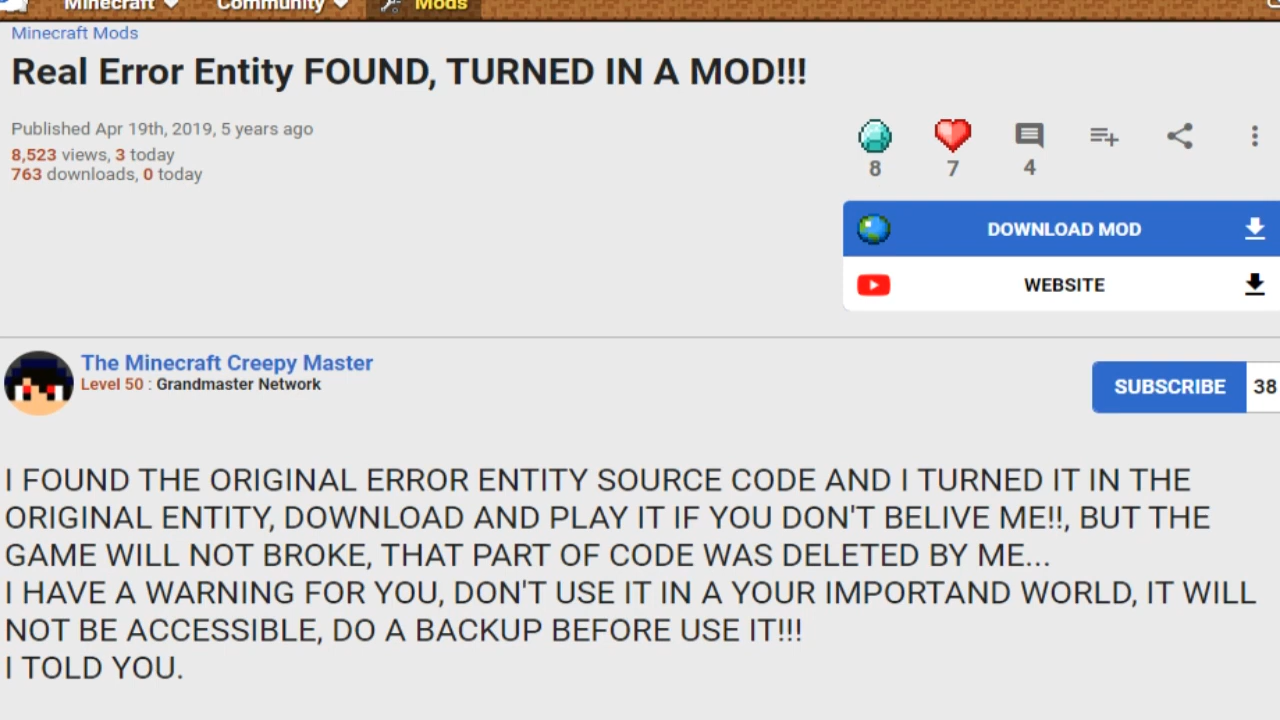 Minecraft Community Mods
Minecraft Mods
Real Error Entity FOUND, TURNED IN A MOD!!!
Published Apr 19th, 2019, 5 years ago
8,523 views, 3 today
763 downloads, 0 today
8 7 4
DOWNLOAD MOD
WEBSITE
The Minecraft Creepy Master
Level 50 : Grandmaster Network
SUBSCRIBE 38
I FOUND THE ORIGINAL ERROR ENTITY SOURCE CODE AND I TURNED IT IN THE
ORIGINAL ENTITY, DOWNLOAD AND PLAY IT IF YOU DON'T BELIVE ME!!, BUT THE
GAME WILL NOT BROKE, THAT PART OF CODE WAS DELETED BY ME...
I HAVE A WARNING FOR YOU, DON'T USE IT IN A YOUR IMPORTAND WORLD, IT WILL
NOT BE ACCESSIBLE, DO A BACKUP BEFORE USE IT!!!
I TOLD YOU.